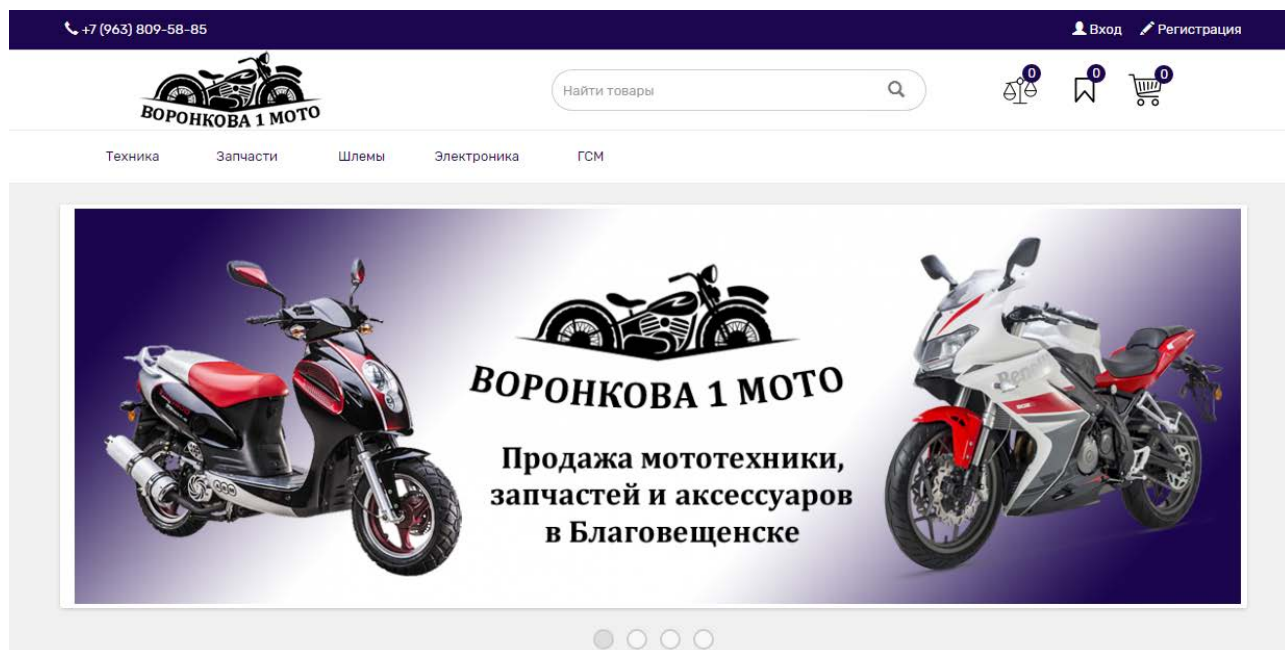 +7 (963) 809-58-85
Вход Регистрация
ВОРОНКОВА 1 МОТО
Найти товары
0 0 0
Техника Запчасти Шлемы Электроника ГСМ
ВОРОНКОВА 1 МОТО
Продажа мототехники,
запчастей и аксессуаров
в Благовещенске